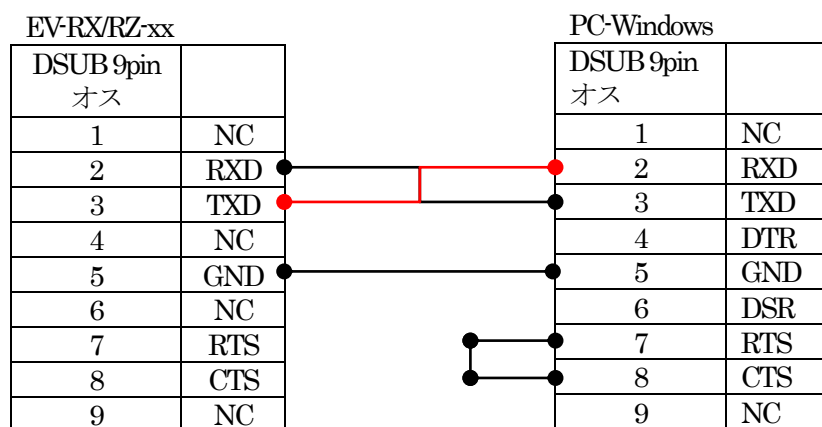 EV-RX/RZ-xx
DSUB 9pin
オス
1 NC
2 RXD
3 TXD
4 NC
5 GND
6 NC
7 RTS
8 CTS
9 NC
PC-Windows
DSUB 9pin
オス
1 NC
2 RXD
3 TXD
4 DTR
5 GND
6 DSR
7 RTS
8 CTS
9 NC